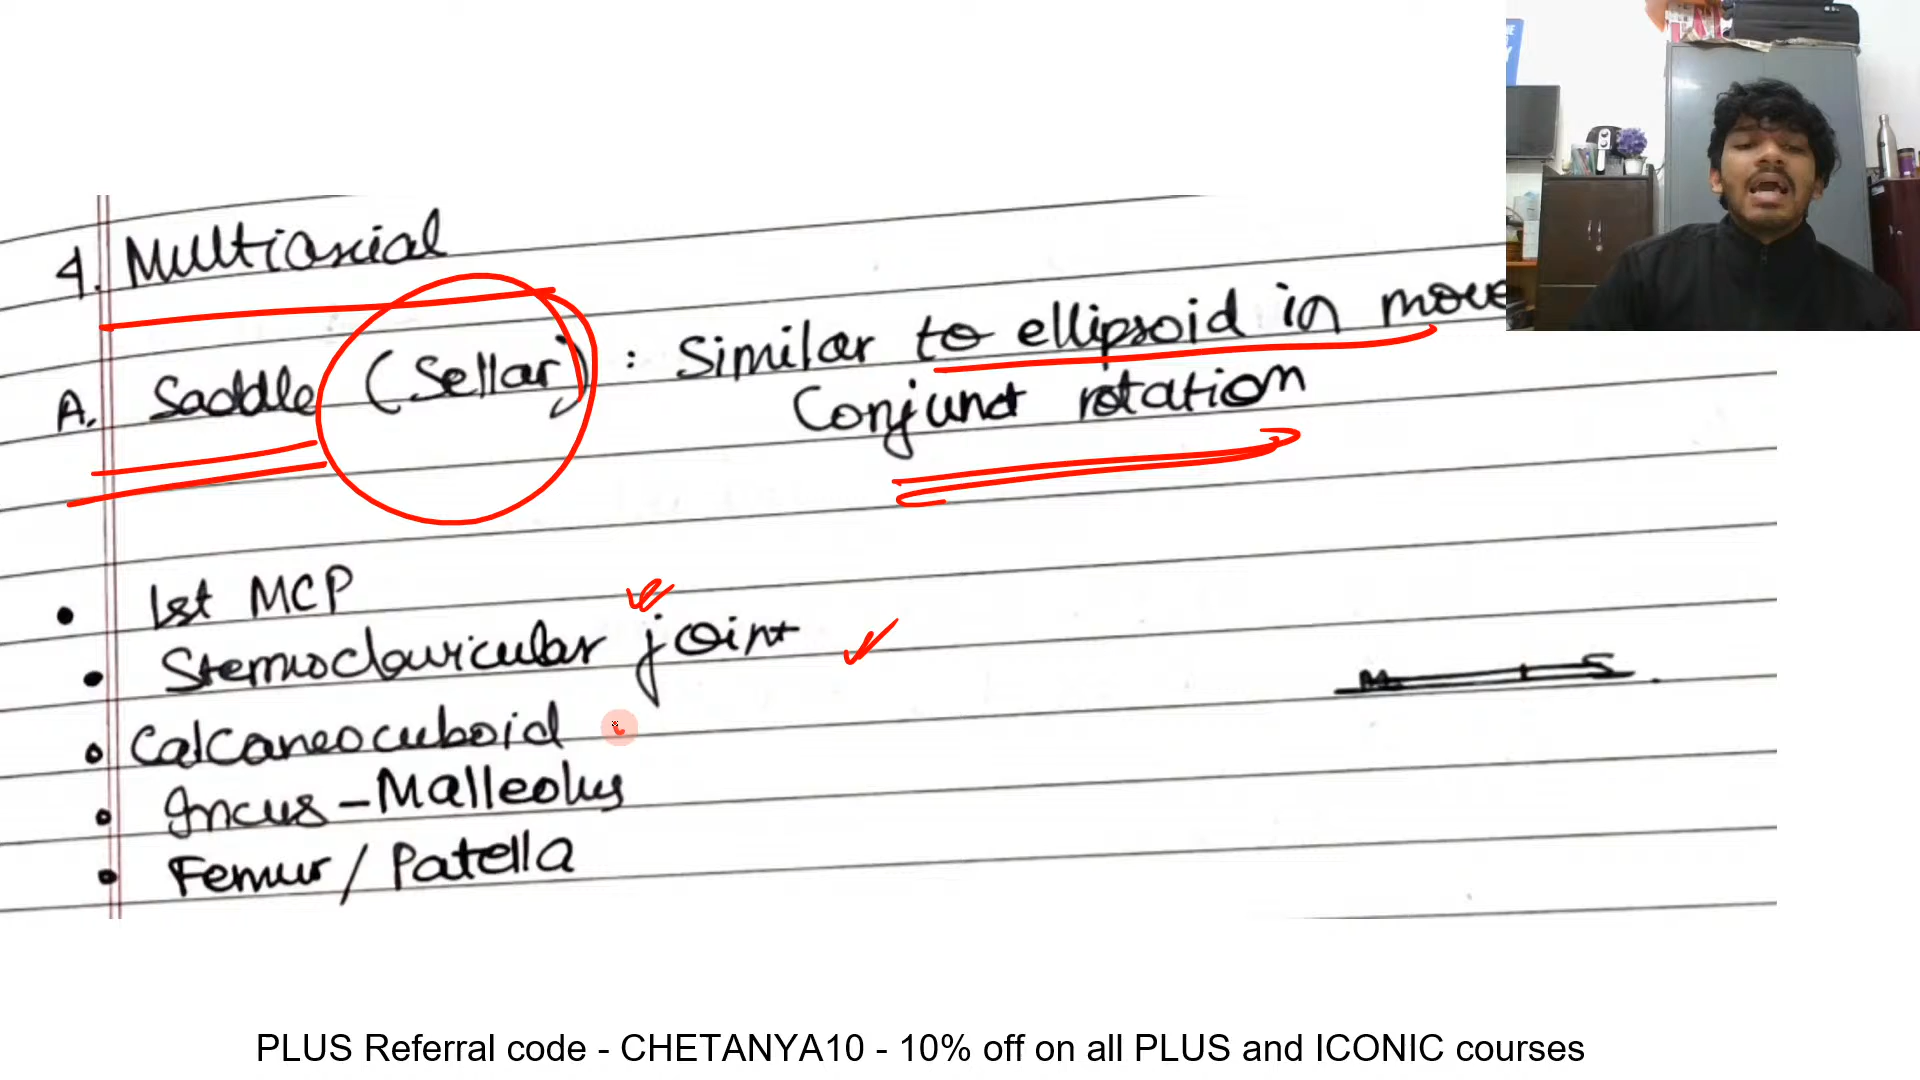 4. Multiaxial
A. Saddle (Sellar) : Similar to ellipsoid in move
Conjunct rotation
• 1st MCP
• Sternoclavicular joint
• Calcaneocuboid
• Incus - Malleolus
• Femur / Patella
PLUS Referral code - CHETANYA10 - 10% off on all PLUS and ICONIC courses